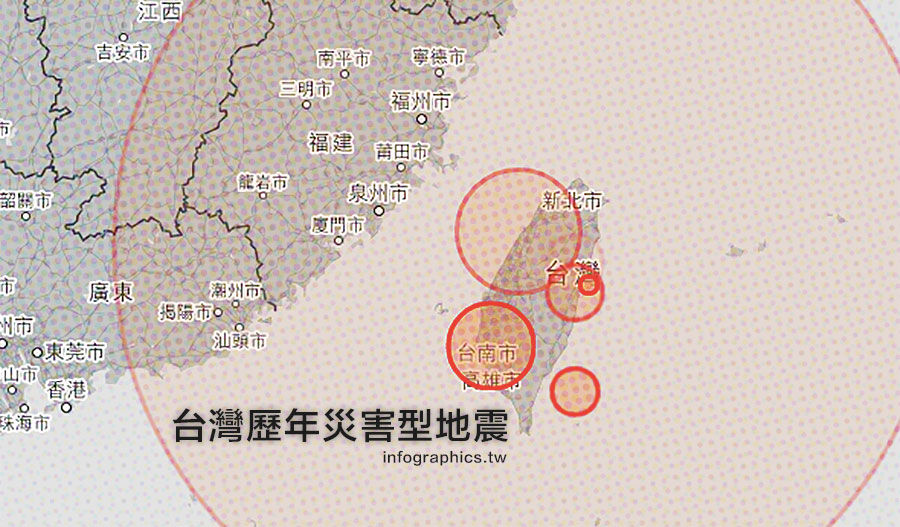 江西
吉安市
南平市
寧德市
三明市
福州市
福建
莆田市
龍岩市
韶關市
泉州市
新北市
廈門市
台灣
廣東
潮州市
揭陽市
汕頭市
州市
東莞市
台南市
山市
香港
高雄市
珠海市
台灣歷年災害型地震
infographics.tw